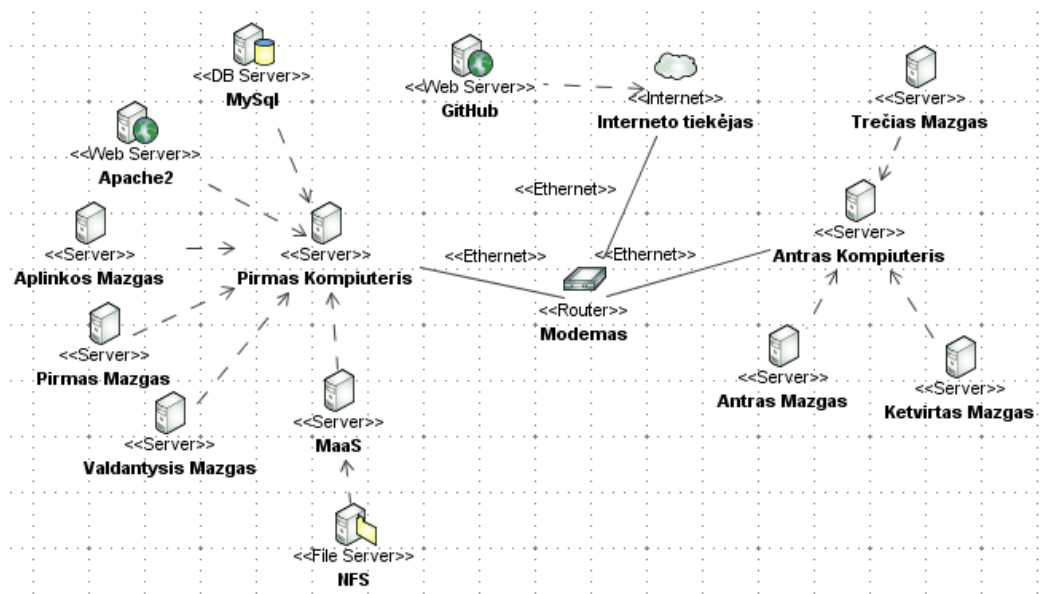 <<DB Server>>
MySql
<<Web Server>>
GitHub
<<Internet>>
Interneto tiekėjas
<<Server>>
Trečias Mazgas
<<Web Server>>
Apache2
<<Ethernet>>
<<Server>>
Aplinkos Mazgas
<<Server>>
Pirmas Kompiuteris
<<Ethernet>>
<<Ethernet>>
<<Server>>
Antras Kompiuteris
<<Router>>
Modemas
<<Server>>
Pirmas Mazgas
<<Server>>
Antras Mazgas
<<Server>>
Ketvirtas Mazgas
<<Server>>
Valdantysis Mazgas
<<Server>>
MaaS
<<File Server>>
NFS